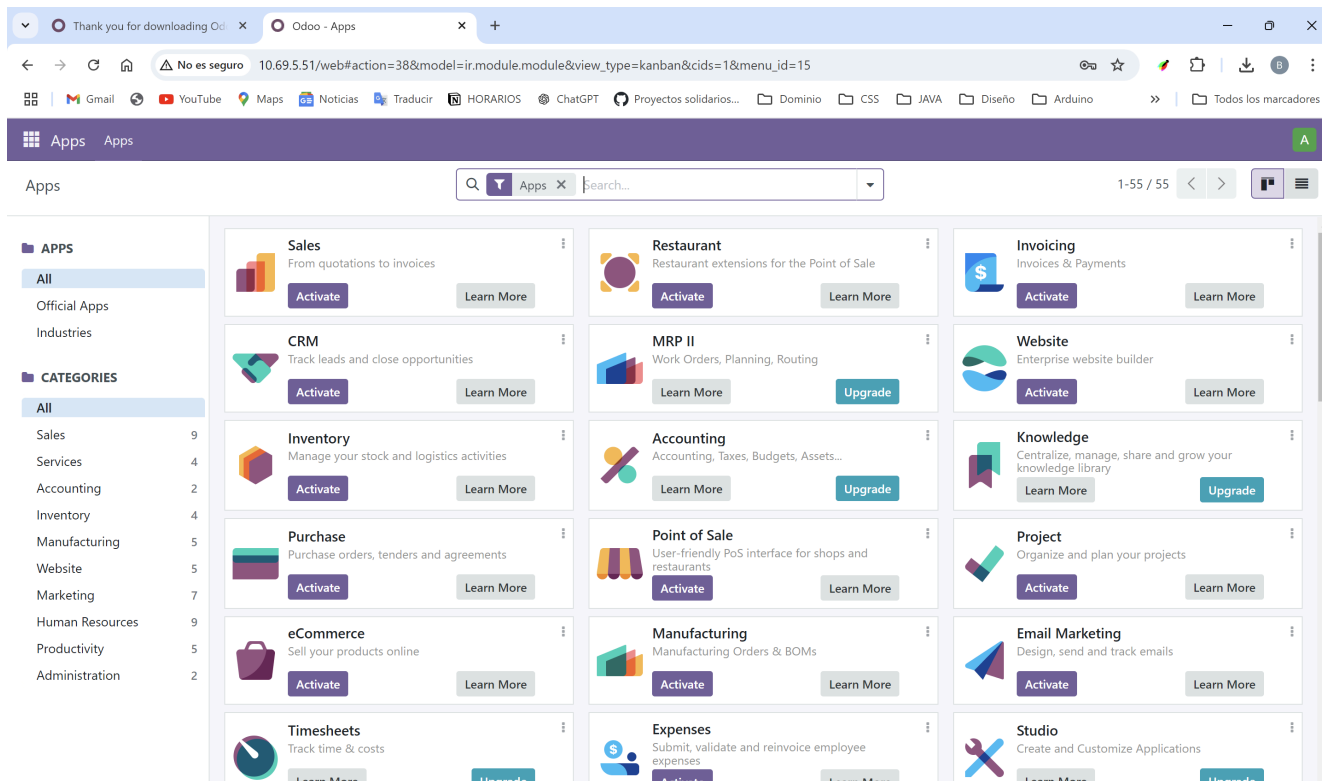 Thank you for downloading Od
Odoo - Apps
No es seguro
10.69.5.51/web#action=38&model=ir.module.module&view_type=kanban&cids=1&menu_id=15
B
Gmail
YouTube
Maps
Noticias
Traducir
HORARIOS
ChatGPT
Proyectos solidarios...
Dominio
CSS
JAVA
Diseño
Arduino
Todos los marcadores
Apps
Apps
A
Apps
Apps
Search...
1-55 / 55
APPS
All
Official Apps
Industries
CATEGORIES
All
Sales 9
Services 4
Accounting 2
Inventory 4
Manufacturing 5
Website 5
Marketing 7
Human Resources 9
Productivity 5
Administration 2
Sales
From quotations to invoices
Activate
Learn More
Restaurant
Restaurant extensions for the Point of Sale
Activate
Learn More
Invoicing
Invoices & Payments
Activate
Learn More
CRM
Track leads and close opportunities
Activate
Learn More
MRP II
Work Orders, Planning, Routing
Learn More
Upgrade
Website
Enterprise website builder
Activate
Learn More
Inventory
Manage your stock and logistics activities
Activate
Learn More
Accounting
Accounting, Taxes, Budgets, Assets...
Learn More
Upgrade
Knowledge
Centralize, manage, share and grow your
knowledge library
Learn More
Upgrade
Purchase
Purchase orders, tenders and agreements
Activate
Learn More
Point of Sale
User-friendly PoS interface for shops and
restaurants
Activate
Learn More
Project
Organize and plan your projects
Activate
Learn More
eCommerce
Sell your products online
Activate
Learn More
Manufacturing
Manufacturing Orders & BOMs
Activate
Learn More
Email Marketing
Design, send and track emails
Activate
Learn More
Timesheets
Track time & costs
Learn More
Upgrade
Expenses
Submit, validate and reinvoice employee
expenses
Activate
Learn More
Studio
Create and Customize Applications
Learn More
Upgrade